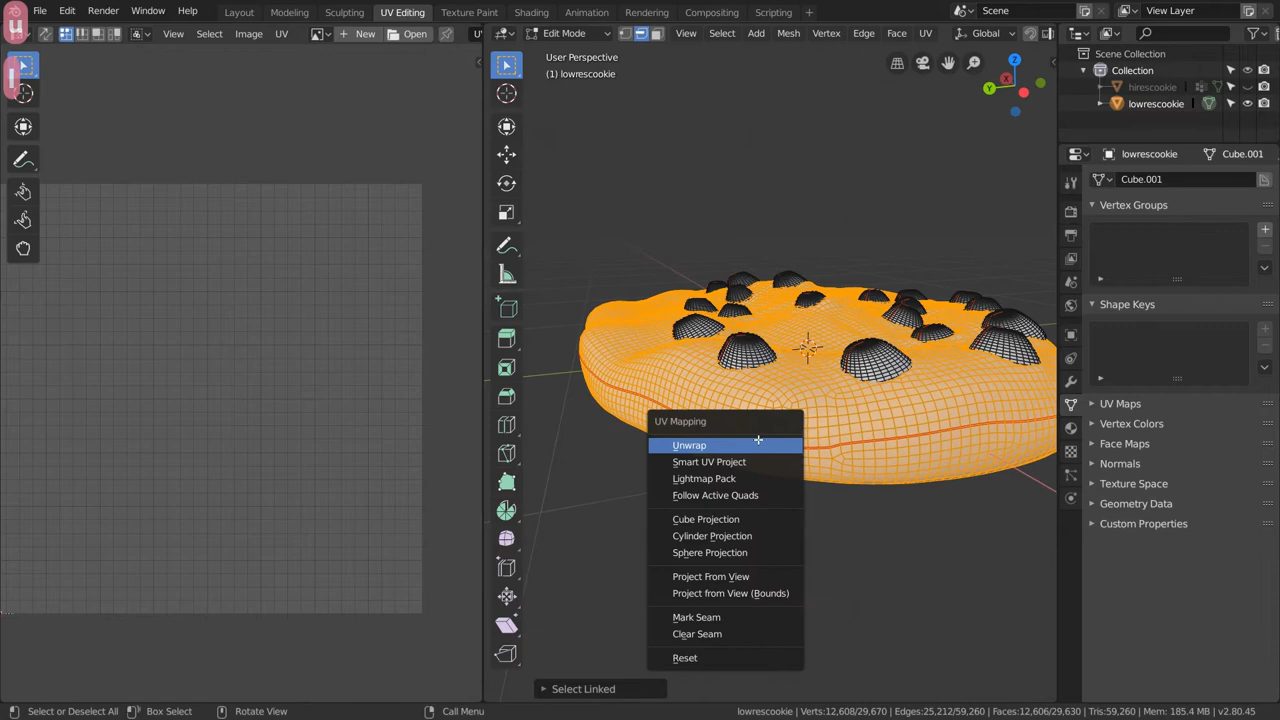 File Edit Render Window Help Layout Modeling Sculpting UV Editing Texture Paint Shading Animation Rendering Compositing Scripting Scene View Layer
View Select Image UV New Open Edit Mode View Select Add Mesh Vertex Edge Face UV Global
u
User Perspective
(1) lowrescookie
Scene Collection
Collection
hirescookie
lowrescookie
lowrescookie Cube.001
Cube.001
Vertex Groups
Shape Keys
UV Maps
Vertex Colors
Face Maps
Normals
Texture Space
Geometry Data
Custom Properties
UV Mapping
Unwrap
Smart UV Project
Lightmap Pack
Follow Active Quads
Cube Projection
Cylinder Projection
Sphere Projection
Project From View
Project from View (Bounds)
Mark Seam
Clear Seam
Reset
Select Linked
Select or Deselect All Box Select Rotate View Call Menu lowrescookie | Verts:12,608/29,670 | Edges:25,212/59,260 | Faces:12,606/29,630 | Tris:59,260 | Mem: 185.4 MB | v2.80.45